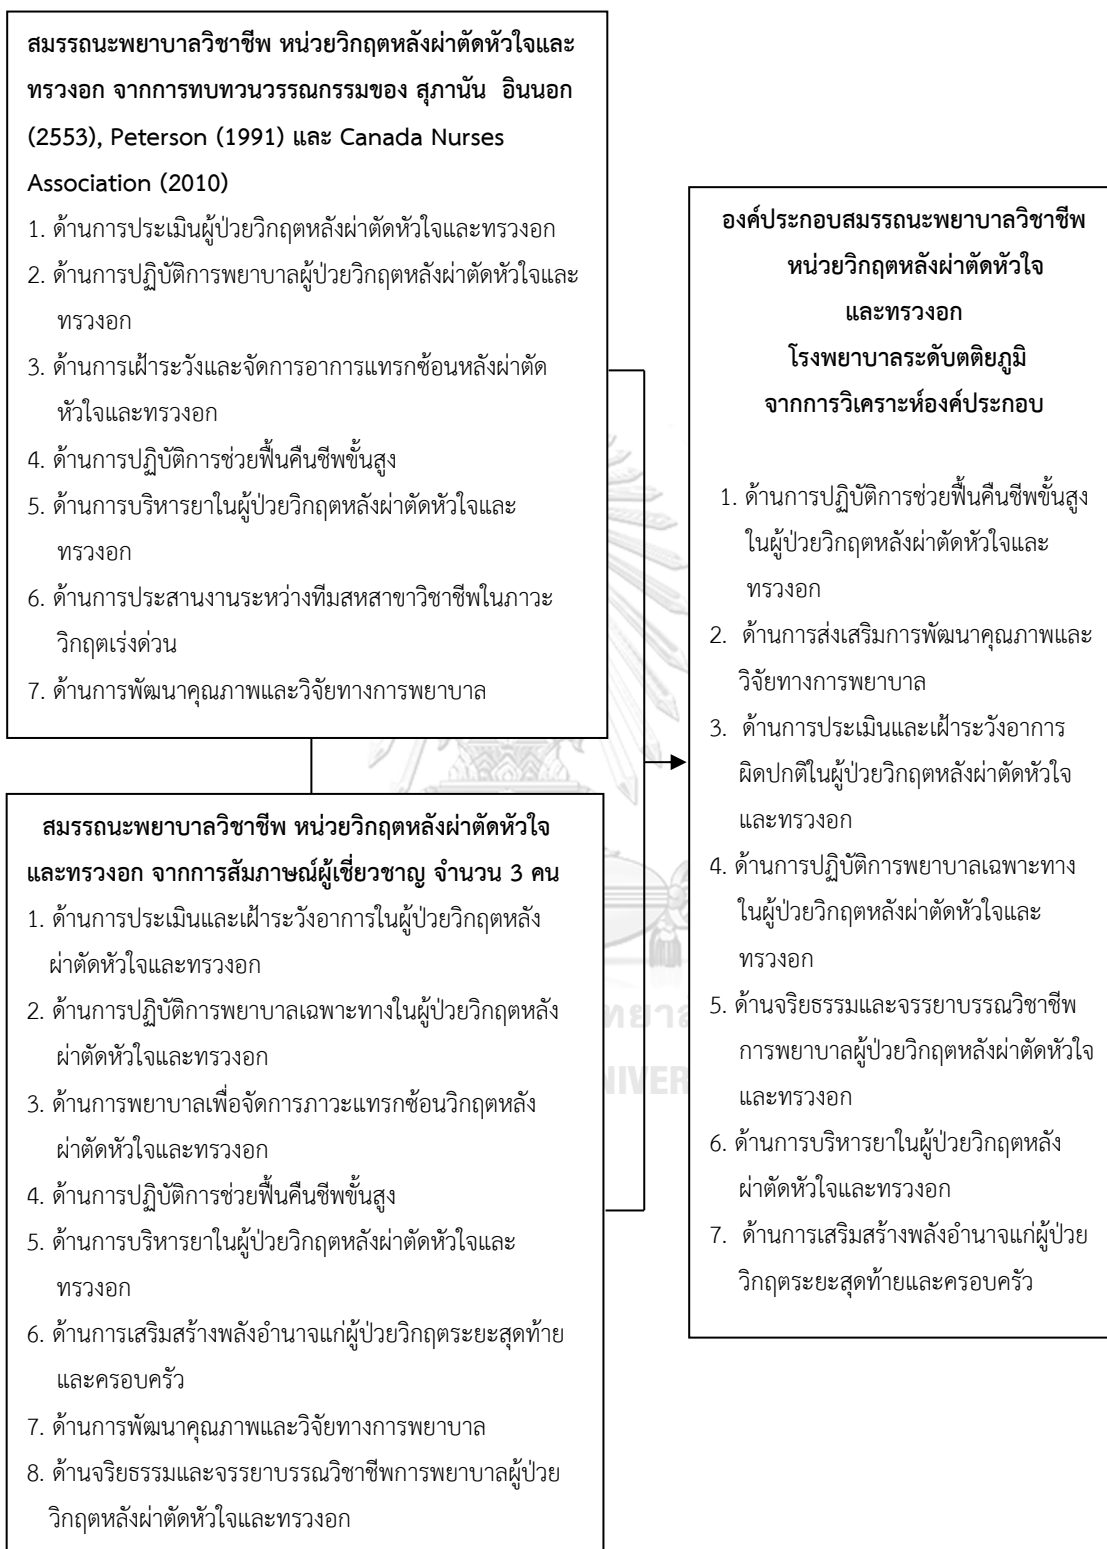 สมรรถนะพยาบาลวิชาชีพ หน่วยวิกฤตหลังผ่าตัดหัวใจและ
ทรวงอก จากการทบทวนวรรณกรรมของ สุภานัน อินนอก
(2553), Peterson (1991) และ Canada Nurses
Association (2010)
1. ด้านการประเมินผู้ป่วยวิกฤตหลังผ่าตัดหัวใจและทรวงอก
2. ด้านการปฏิบัติการพยาบาลผู้ป่วยวิกฤตหลังผ่าตัดหัวใจและ
ทรวงอก
3. ด้านการเฝ้าระวังและจัดการอาการแทรกซ้อนหลังผ่าตัด
หัวใจและทรวงอก
4. ด้านการปฏิบัติการช่วยฟื้นคืนชีพขั้นสูง
5. ด้านการบริหารยาในผู้ป่วยวิกฤตหลังผ่าตัดหัวใจและ
ทรวงอก
6. ด้านการประสานงานระหว่างทีมสหสาขาวิชาชีพในภาวะ
วิกฤตเร่งด่วน
7. ด้านการพัฒนาคุณภาพและวิจัยทางการพยาบาล
สมรรถนะพยาบาลวิชาชีพ หน่วยวิกฤตหลังผ่าตัดหัวใจ
และทรวงอก จากการสัมภาษณ์ผู้เชี่ยวชาญ จำนวน 3 คน
1. ด้านการประเมินและเฝ้าระวังอาการในผู้ป่วยวิกฤตหลัง
ผ่าตัดหัวใจและทรวงอก
2. ด้านการปฏิบัติการพยาบาลเฉพาะทางในผู้ป่วยวิกฤตหลัง
ผ่าตัดหัวใจและทรวงอก
3. ด้านการพยาบาลเพื่อจัดการภาวะแทรกซ้อนวิกฤตหลัง
ผ่าตัดหัวใจและทรวงอก
4. ด้านการปฏิบัติการช่วยฟื้นคืนชีพขั้นสูง
5. ด้านการบริหารยาในผู้ป่วยวิกฤตหลังผ่าตัดหัวใจและ
ทรวงอก
6. ด้านการเสริมสร้างพลังอำนาจแก่ผู้ป่วยวิกฤตระยะสุดท้าย
และครอบครัว
7. ด้านการพัฒนาคุณภาพและวิจัยทางการพยาบาล
8. ด้านจริยธรรมและจรรยาบรรณวิชาชีพการพยาบาลผู้ป่วย
วิกฤตหลังผ่าตัดหัวใจและทรวงอก
องค์ประกอบสมรรถนะพยาบาลวิชาชีพ
หน่วยวิกฤตหลังผ่าตัดหัวใจ
และทรวงอก
โรงพยาบาลระดับตติยภูมิ
จากการวิเคราะห์องค์ประกอบ
1. ด้านการปฏิบัติการช่วยฟื้นคืนชีพขั้นสูง
ในผู้ป่วยวิกฤตหลังผ่าตัดหัวใจและ
ทรวงอก
2. ด้านการส่งเสริมการพัฒนาคุณภาพและ
วิจัยทางการพยาบาล
3. ด้านการประเมินและเฝ้าระวังอาการ
ผิดปกติในผู้ป่วยวิกฤตหลังผ่าตัดหัวใจ
และทรวงอก
4. ด้านการปฏิบัติการพยาบาลเฉพาะทาง
ในผู้ป่วยวิกฤตหลังผ่าตัดหัวใจและ
ทรวงอก
5. ด้านจริยธรรมและจรรยาบรรณวิชาชีพ
การพยาบาลผู้ป่วยวิกฤตหลังผ่าตัดหัวใจ
และทรวงอก
6. ด้านการบริหารยาในผู้ป่วยวิกฤตหลัง
ผ่าตัดหัวใจและทรวงอก
7. ด้านการเสริมสร้างพลังอำนาจแก่ผู้ป่วย
วิกฤตระยะสุดท้ายและครอบครัว